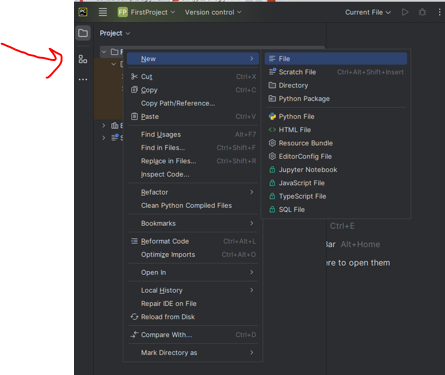 FP FirstProject Version control Current File
Project
New
Cut Ctrl+X
Copy Ctrl+C
Copy Path/Reference...
Paste Ctrl+V
Find Usages Alt+F7
Find in Files... Ctrl+Shift+F
Replace in Files... Ctrl+Shift+R
Inspect Code...
Refactor
Clean Python Compiled Files
Bookmarks
Reformat Code Ctrl+Alt+L
Optimize Imports Ctrl+Alt+O
Open In
Local History
Repair IDE on File
Reload from Disk
Compare With... Ctrl+D
Mark Directory as
File
Scratch File Ctrl+Alt+Shift+Insert
Directory
Python Package
Python File
HTML File
Resource Bundle
EditorConfig File
Jupyter Notebook
JavaScript File
TypeScript File
SQL File
Ctrl+E
Alt+Home
to open them